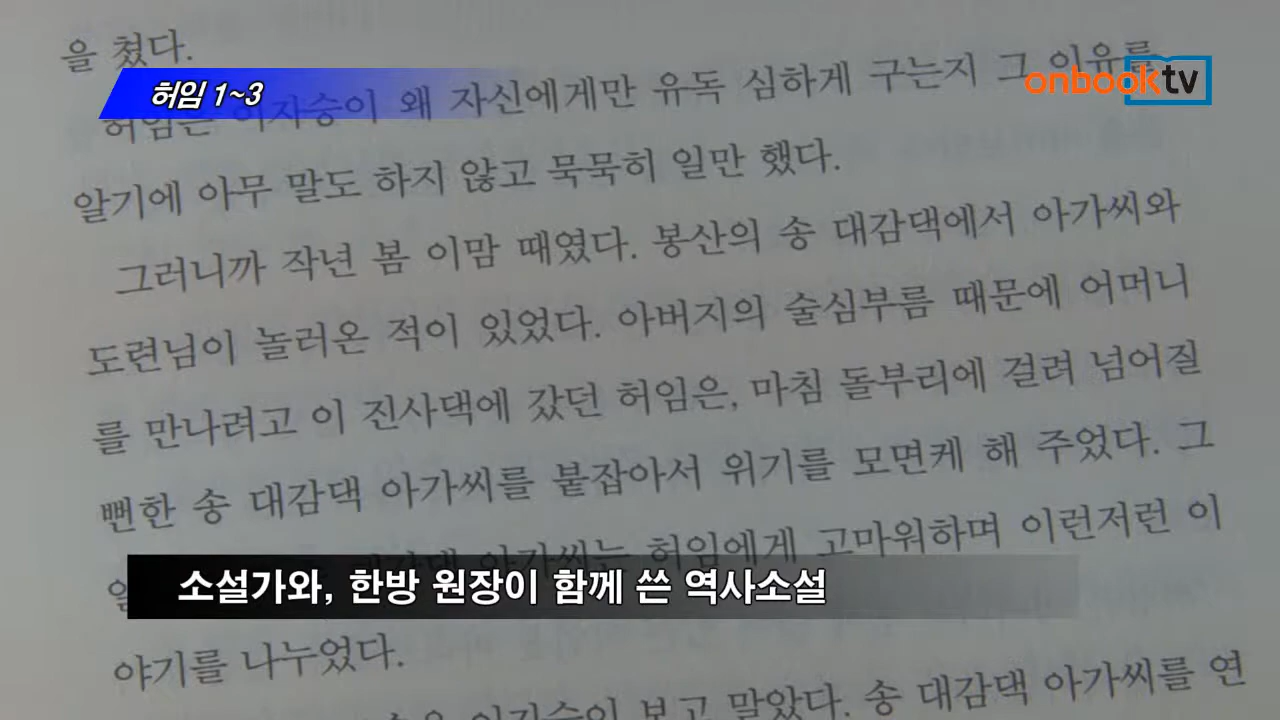 을 쳤다.
onbooktv
허임 1~3
허임은 이자승이 왜 자신에게만 유독 심하게 구는지 그 이유를
알기에 아무 말도 하지 않고 묵묵히 일만 했다.
그러니까 작년 봄 이맘 때였다. 봉산의 송 대감댁에서 아가씨와
도련님이 놀러온 적이 있었다. 아버지의 술심부름 때문에 어머니
를 만나려고 이 진사댁에 갔던 허임은, 마침 돌부리에 걸려 넘어질
뻔한 송 대감댁 아가씨를 붙잡아서 위기를 모면케 해 주었다. 그
아가씨는 허임에게 고마워하며 이런저런 이
소설가와, 한방 원장이 함께 쓴 역사소설
야기를 나누었다.
이자승이 보고 말았다. 송 대감댁 아가씨를 연